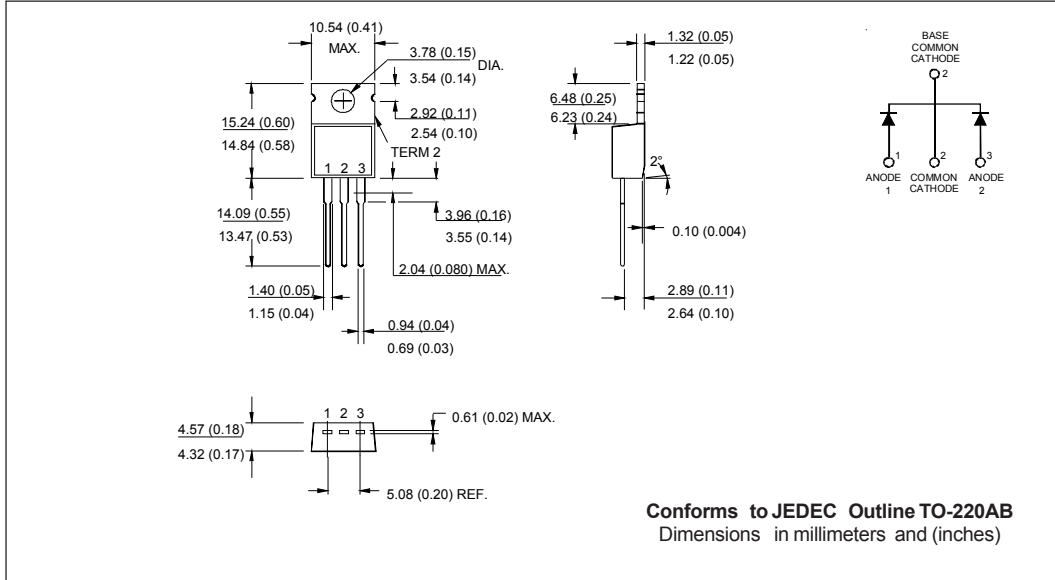 10.54 (0.41)
MAX.
3.78 (0.15)
3.54 (0.14)
DIA.
2.92 (0.11)
2.54 (0.10)
15.24 (0.60)
14.84 (0.58)
TERM 2
1 2 3
14.09 (0.55)
13.47 (0.53)
3.96 (0.16)
3.55 (0.14)
2.04 (0.080) MAX.
1.40 (0.05)
1.15 (0.04)
0.94 (0.04)
0.69 (0.03)
1.32 (0.05)
1.22 (0.05)
6.48 (0.25)
6.23 (0.24)
2°
0.10 (0.004)
2.89 (0.11)
2.64 (0.10)
BASE
COMMON
CATHODE
2
1
2
3
ANODE
1
COMMON
CATHODE
ANODE
2
1 2 3
0.61 (0.02) MAX.
4.57 (0.18)
4.32 (0.17)
5.08 (0.20) REF.
Conforms to JEDEC Outline TO-220AB
Dimensions in millimeters and (inches)